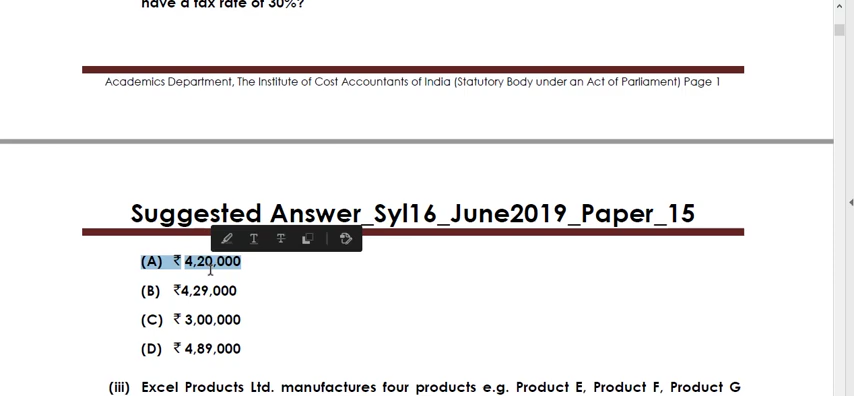 have a tax rate of 30%?
Academics Department, The Institute of Cost Accountants of India (Statutory Body under an Act of Parliament) Page 1
Suggested Answer_Syl16_June2019_Paper_15
(A) ₹ 4,20,000
(B) ₹4,29,000
(C) ₹ 3,00,000
(D) ₹ 4,89,000
(iii) Excel Products Ltd. manufactures four products e.g. Product E, Product F, Product G